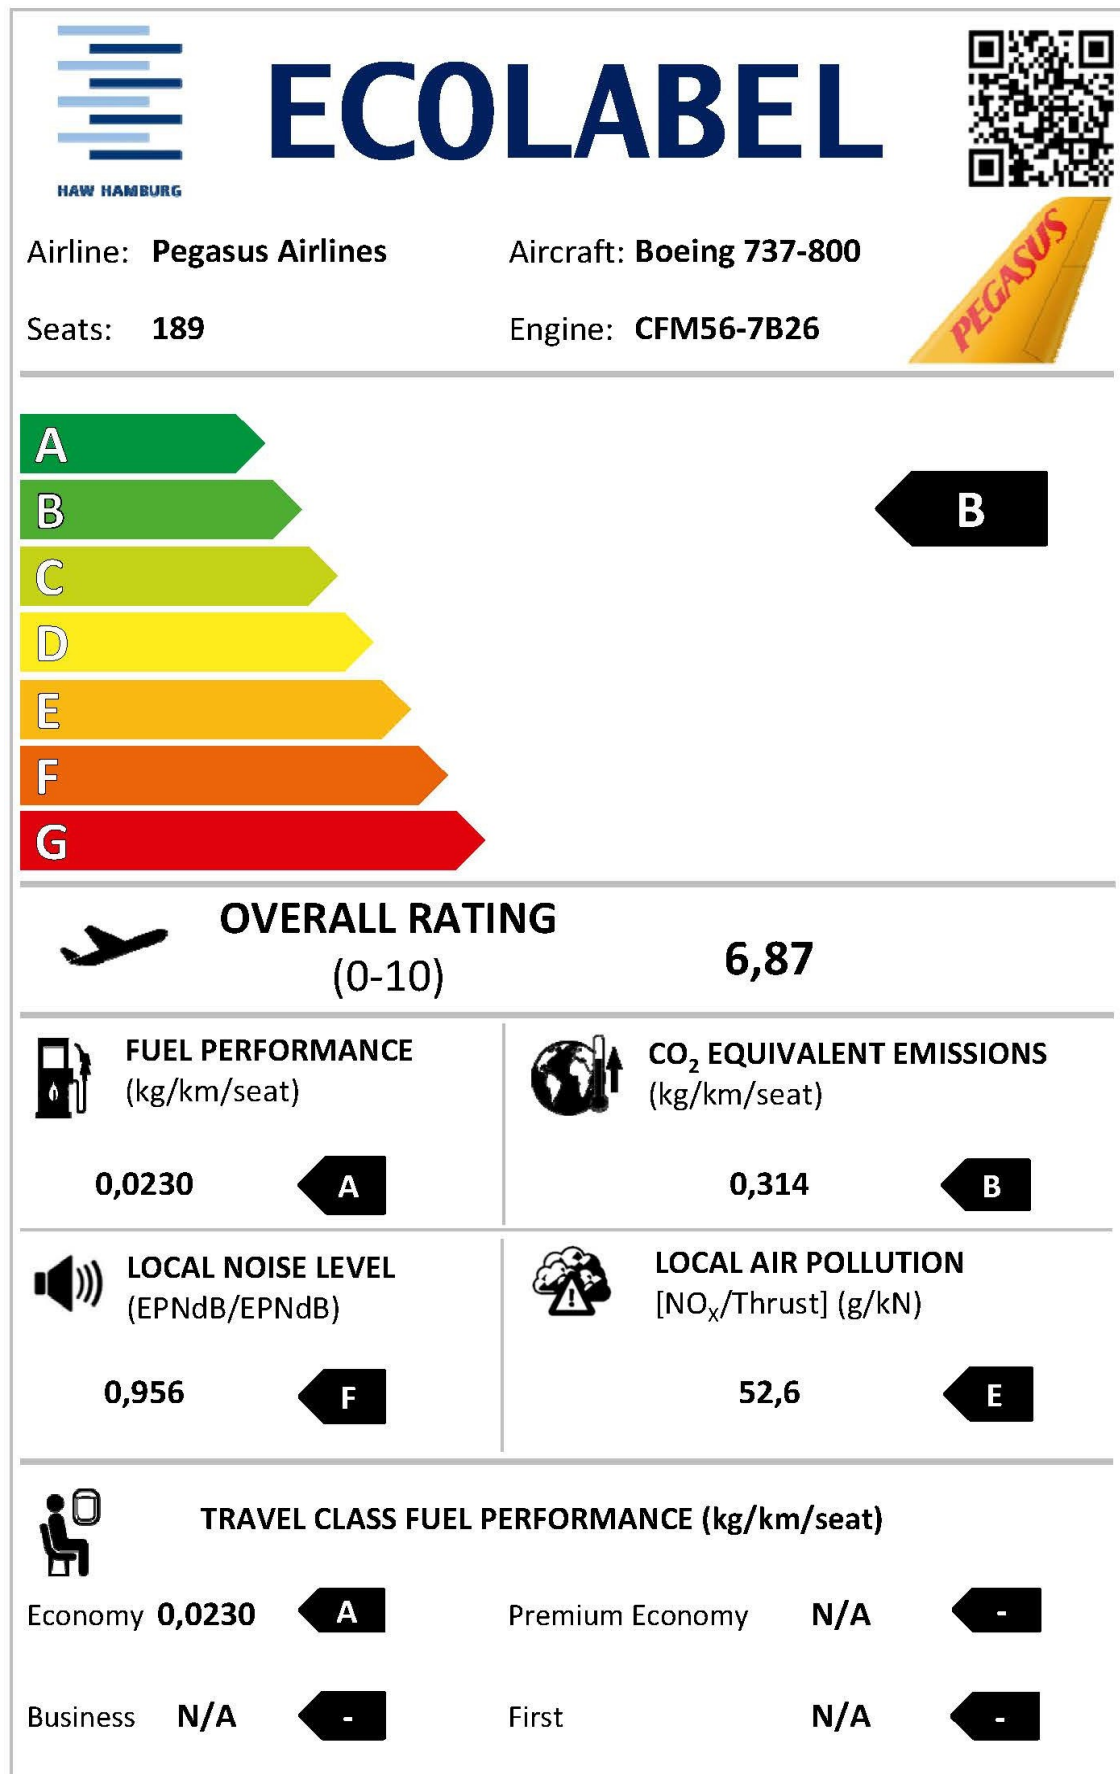 HAW HAMBURG
ECOLABEL
Airline: Pegasus Airlines Aircraft: Boeing 737-800
PEGASUS
Seats: 189 Engine: CFM56-7B26
A
B
B
C
D
E
F
G
OVERALL RATING
(0-10)
6,87
FUEL PERFORMANCE
(kg/km/seat)
0,0230 A
CO₂ EQUIVALENT EMISSIONS
(kg/km/seat)
0,314 B
LOCAL NOISE LEVEL
(EPNdB/EPNdB)
0,956 F
LOCAL AIR POLLUTION
[NOₓ/Thrust] (g/kN)
52,6 E
TRAVEL CLASS FUEL PERFORMANCE (kg/km/seat)
Economy 0,0230 A Premium Economy N/A -
Business N/A - First N/A -